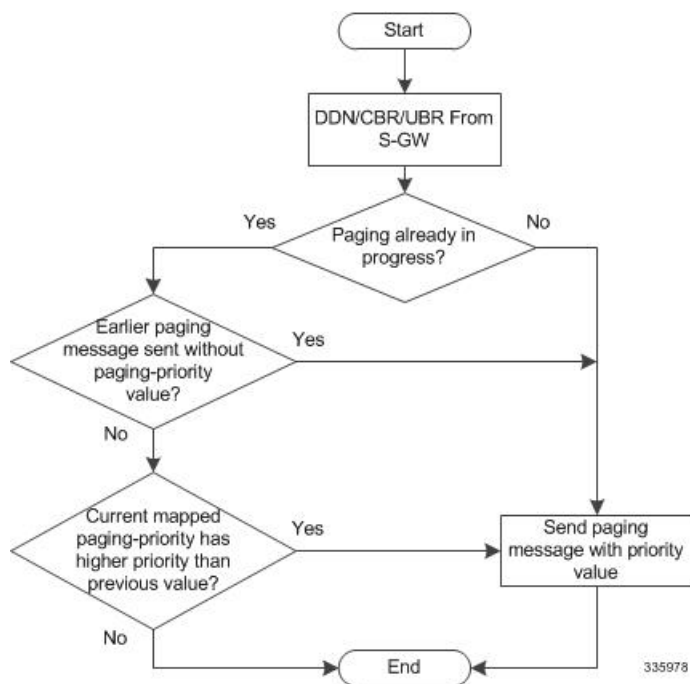 Start
DDN/CBR/UBR From
S-GW
Yes
No
Paging already in
progress?
Earlier paging
message sent without
paging-priority
value?
Yes
No
Current mapped
paging-priority has
higher priority than
previous value?
Yes
Send paging
message with priority
value
No
End
335978